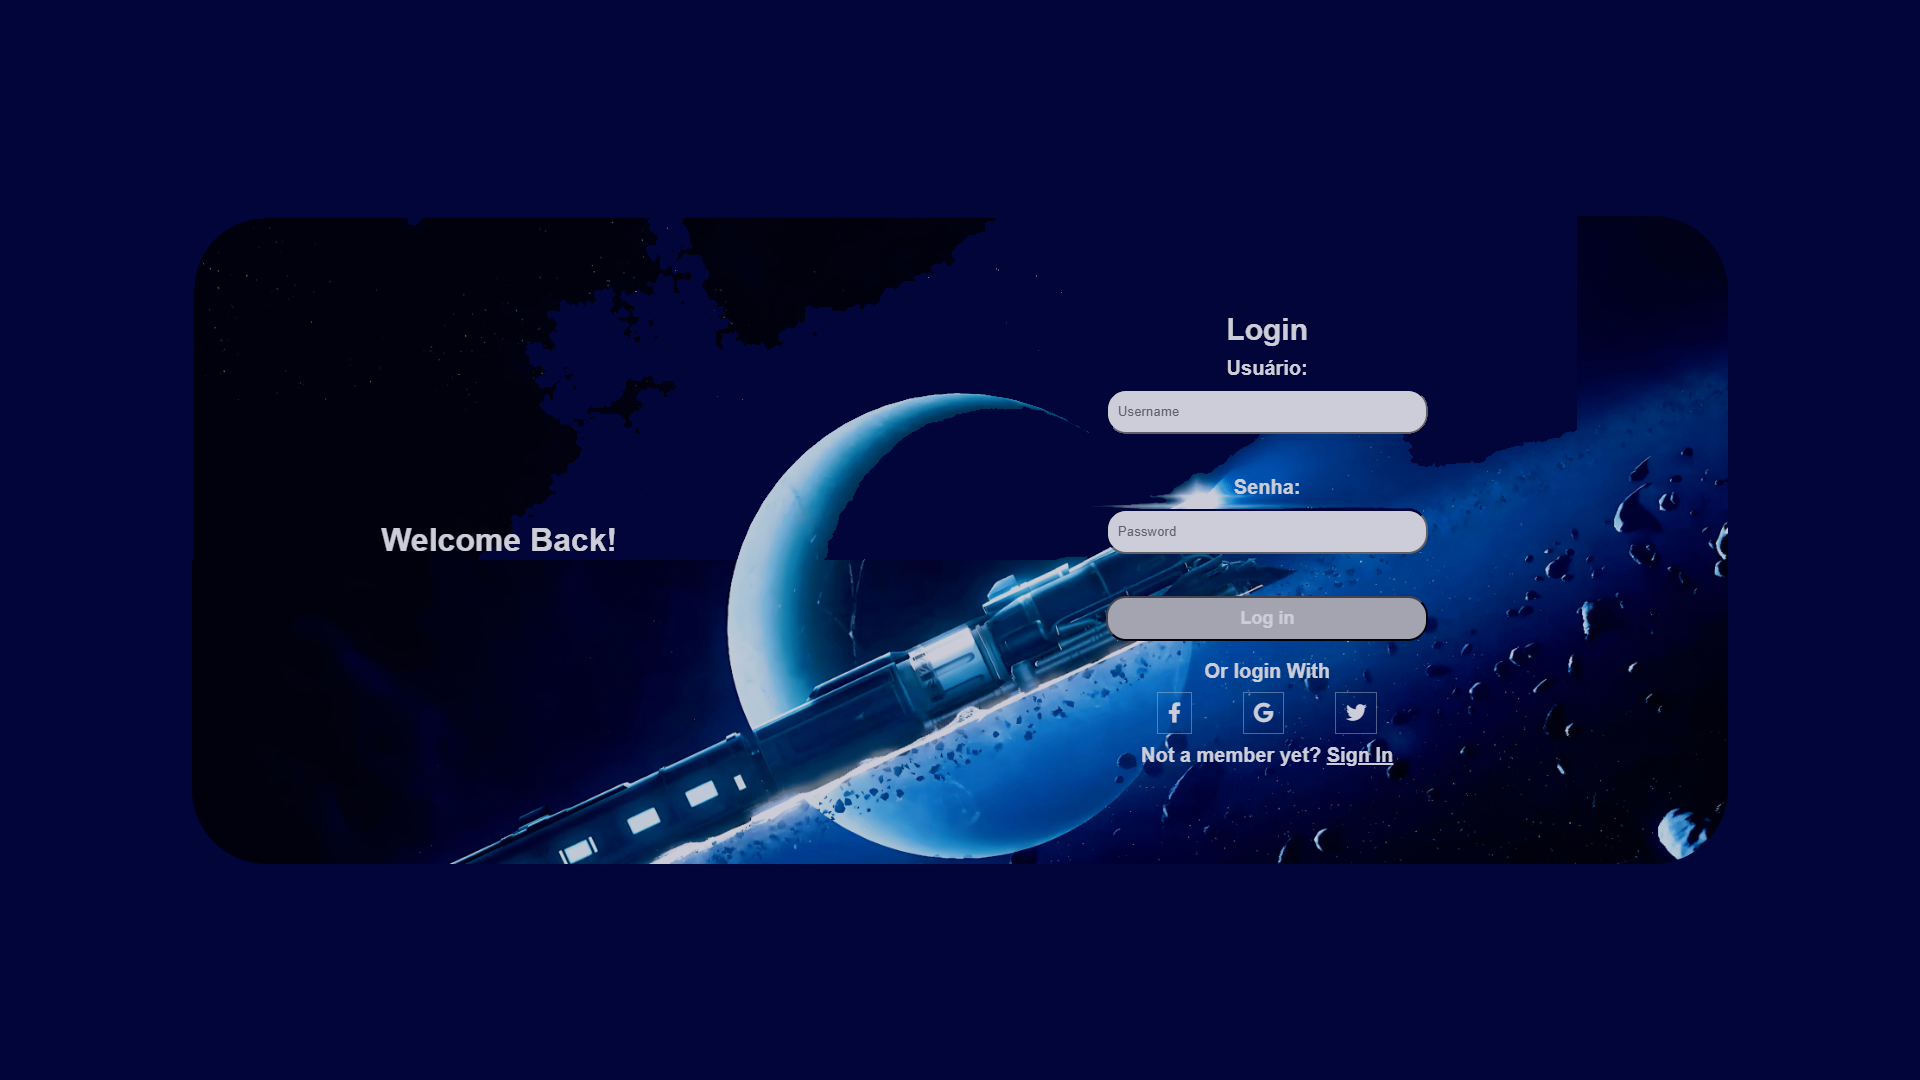 Welcome Back!
Login
Usuário:
Username
Senha:
Password
Log in
Or login With
Not a member yet? Sign In